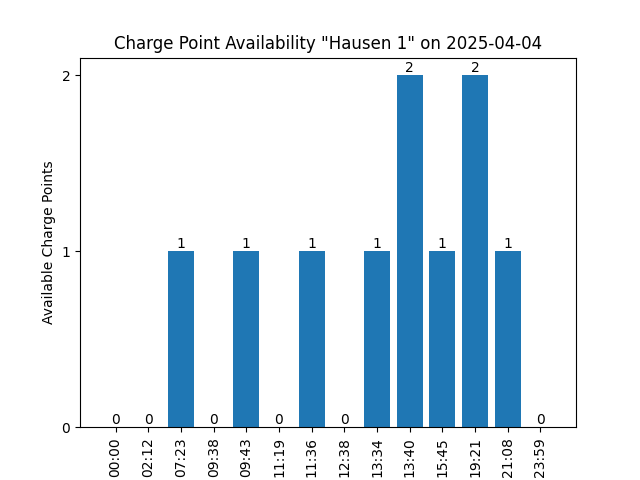 Charge Point Availability "Hausen 1" on 2025-04-04
Available Charge Points
2
1
0
0 0 1 0 1 0 1 0 1 2 1 2 1 0
00:00 02:12 07:23 09:38 09:43 11:19 11:36 12:38 13:34 13:40 15:45 19:21 21:08 23:59